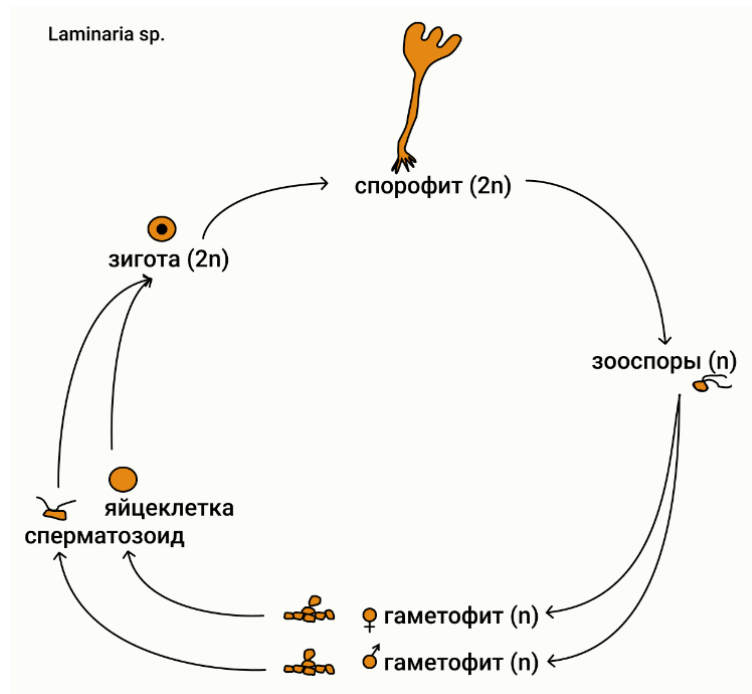 Laminaria sp.
спорофит (2n)
зигота (2n)
зооспоры (n)
яйцеклетка
сперматозоид
♀ гаметофит (n)
♂ гаметофит (n)